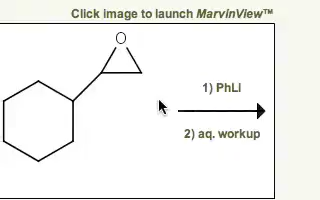 Click image to launch MarvinView™
O
1) PhLi
2) aq. workup